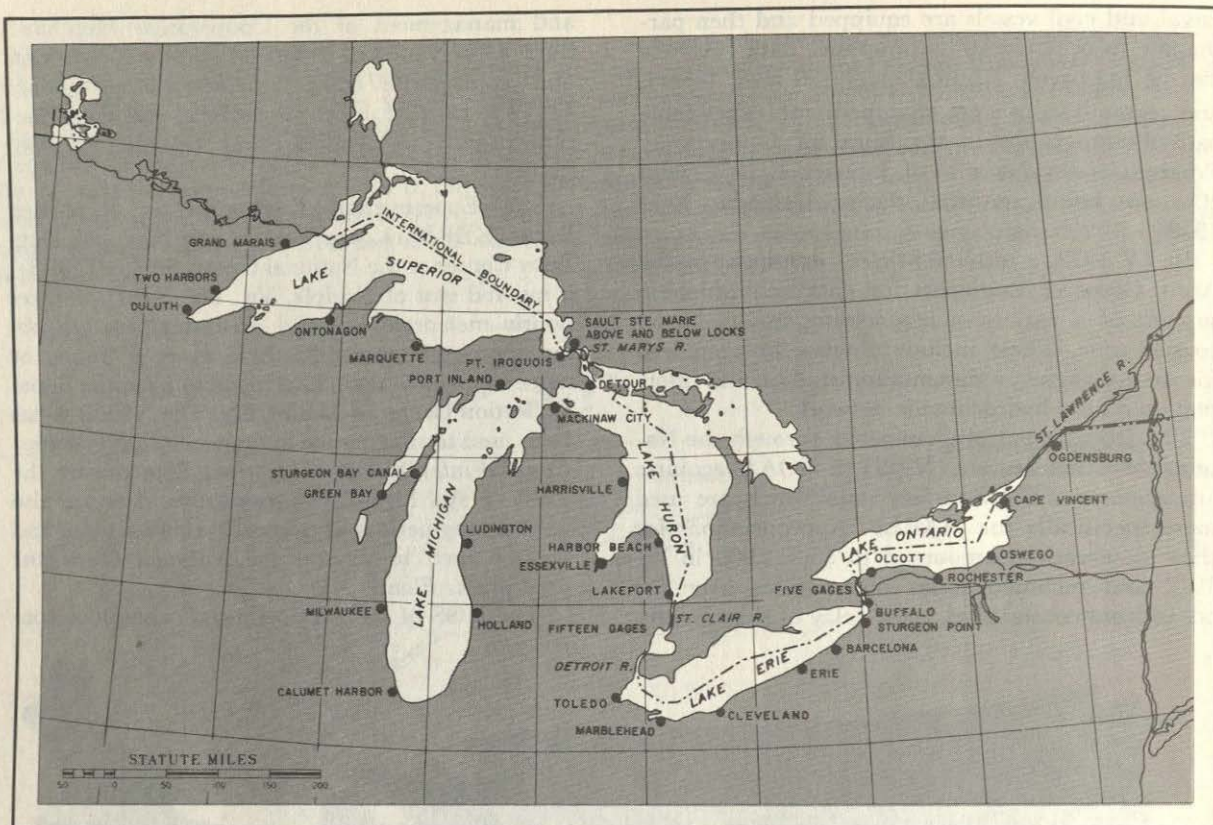 GRAND MARAIS
TWO HARBORS
DULUTH
LAKE SUPERIOR
INTERNATIONAL BOUNDARY
ONTONAGON
MARQUETTE
PT. IROQUOIS
SAULT STE. MARIE
ABOVE AND BELOW LOCKS
ST. MARYS R.
PORT INLAND
DETOUR
MACKINAW CITY
STURGEON BAY CANAL
GREEN BAY
LAKE MICHIGAN
LUDINGTON
HARRISVILLE
LAKE HURON
HARBOR BEACH
ESSEXVILLE
LAKEPORT
MILWAUKEE
HOLLAND
FIFTEEN GAGES
ST. CLAIR R.
DETROIT R.
CALUMET HARBOR
TOLEDO
MARBLEHEAD
CLEVELAND
LAKE ERIE
ERIE
BARCELONA
STURGEON POINT
BUFFALO
FIVE GAGES
OLCOTT
ROCHESTER
LAKE ONTARIO
OSWEGO
CAPE VINCENT
OGDENSBURG
ST. LAWRENCE R.
STATUTE MILES
50 0 50 100 150 200